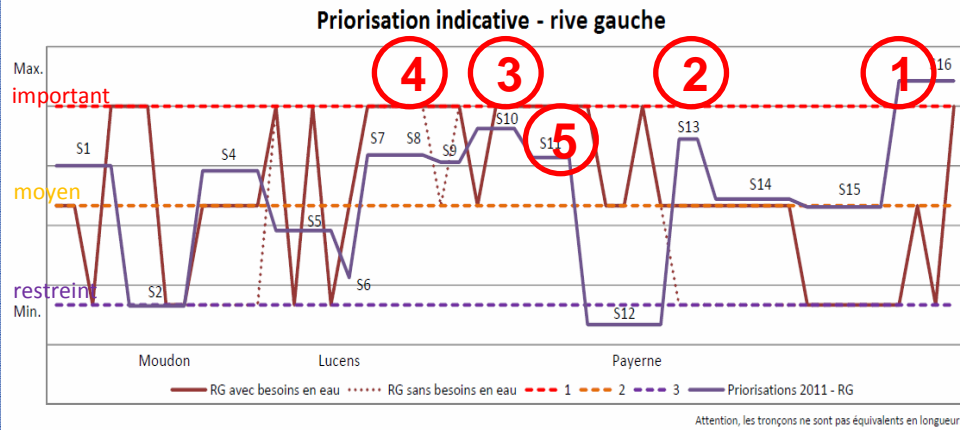 Priorisation indicative - rive gauche
Max.
important
4
3
2
1
S16
S10
S13
S1
S4
S7
S8
S9
S11
5
moyen
S14
S15
S5
S6
restreint
S2
Min.
S12
Moudon
Lucens
Payerne
RG avec besoins en eau
RG sans besoins en eau
1
2
3
Priorisations 2011 - RG
Attention, les tronçons ne sont pas équivalents en longueur